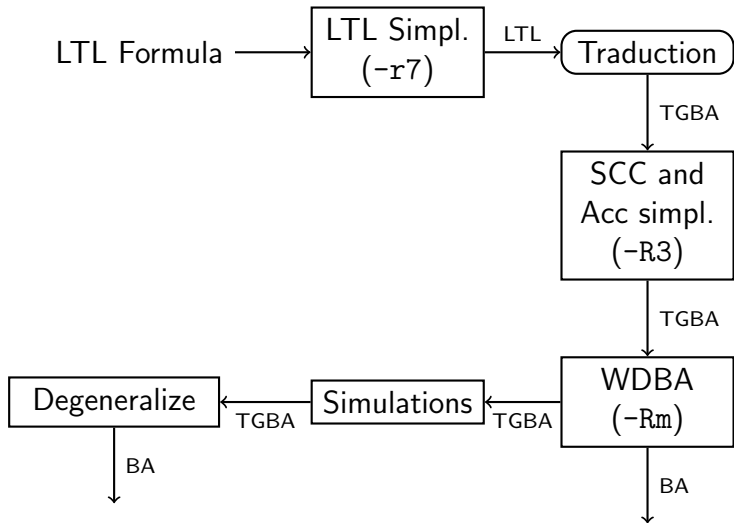 LTL Formula
LTL Simpl.
(-r7)
LTL
Traduction
TGBA
SCC and
Acc simpl.
(-R3)
TGBA
WDBA
(-Rm)
TGBA
Simulations
TGBA
Degeneralize
BA
BA